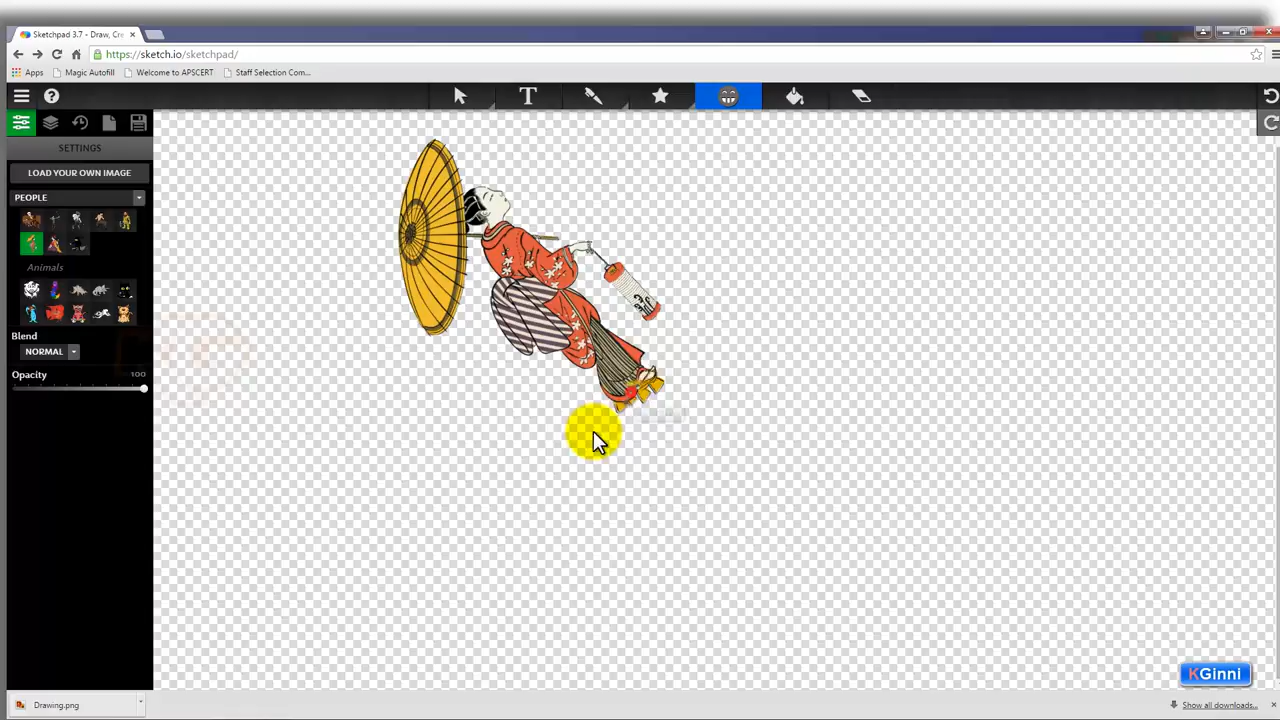 Sketchpad 3.7 - Draw, Cre
https://sketch.io/sketchpad/
Apps
Magic Autofill
Welcome to APSCERT
Staff Selection Com...
T
SETTINGS
LOAD YOUR OWN IMAGE
PEOPLE
Animals
Blend
NORMAL
Opacity
100
KGinni
Drawing.png
Show all downloads...